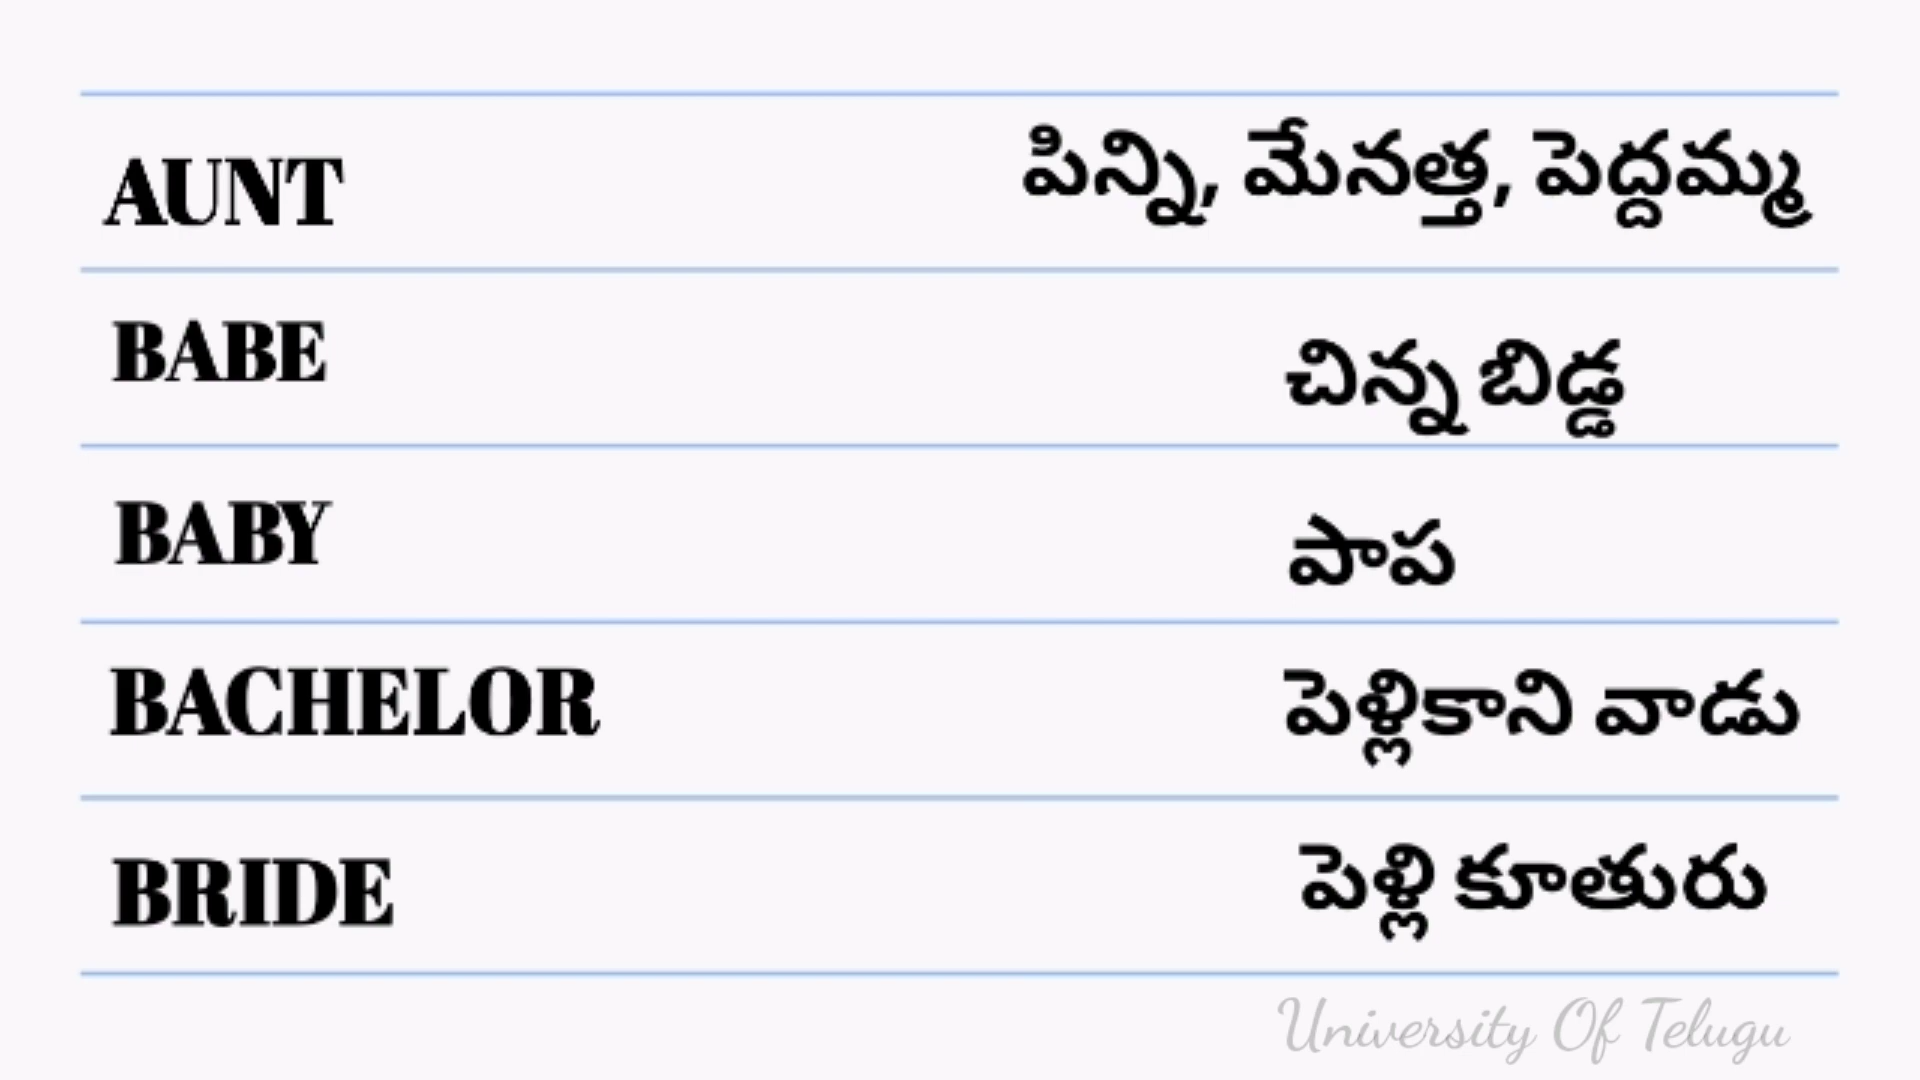 AUNT పిన్ని, మేనత్త, పెద్దమ్మ
BABE చిన్న బిడ్డ
BABY పాప
BACHELOR పెళ్లికాని వాడు
BRIDE పెళ్లి కూతురు
University Of Telugu